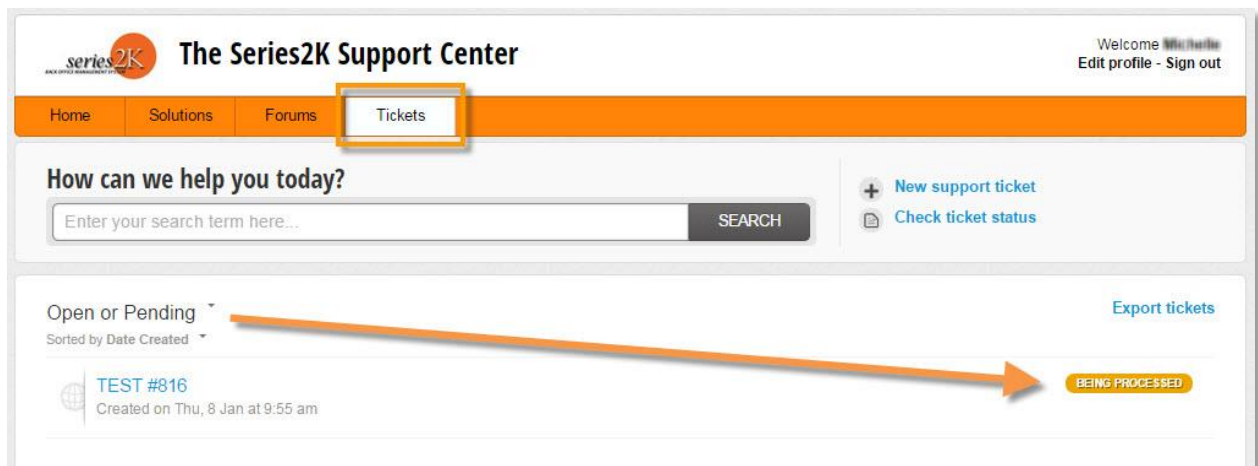 series2K
BACK OFFICE MANAGEMENT SYSTEM
The Series2K Support Center
Welcome
Edit profile - Sign out
Home Solutions Forums Tickets
How can we help you today?
Enter your search term here...
SEARCH
New support ticket
Check ticket status
Open or Pending
Export tickets
Sorted by Date Created
TEST #816
BEING PROCESSED
Created on Thu, 8 Jan at 9:55 am